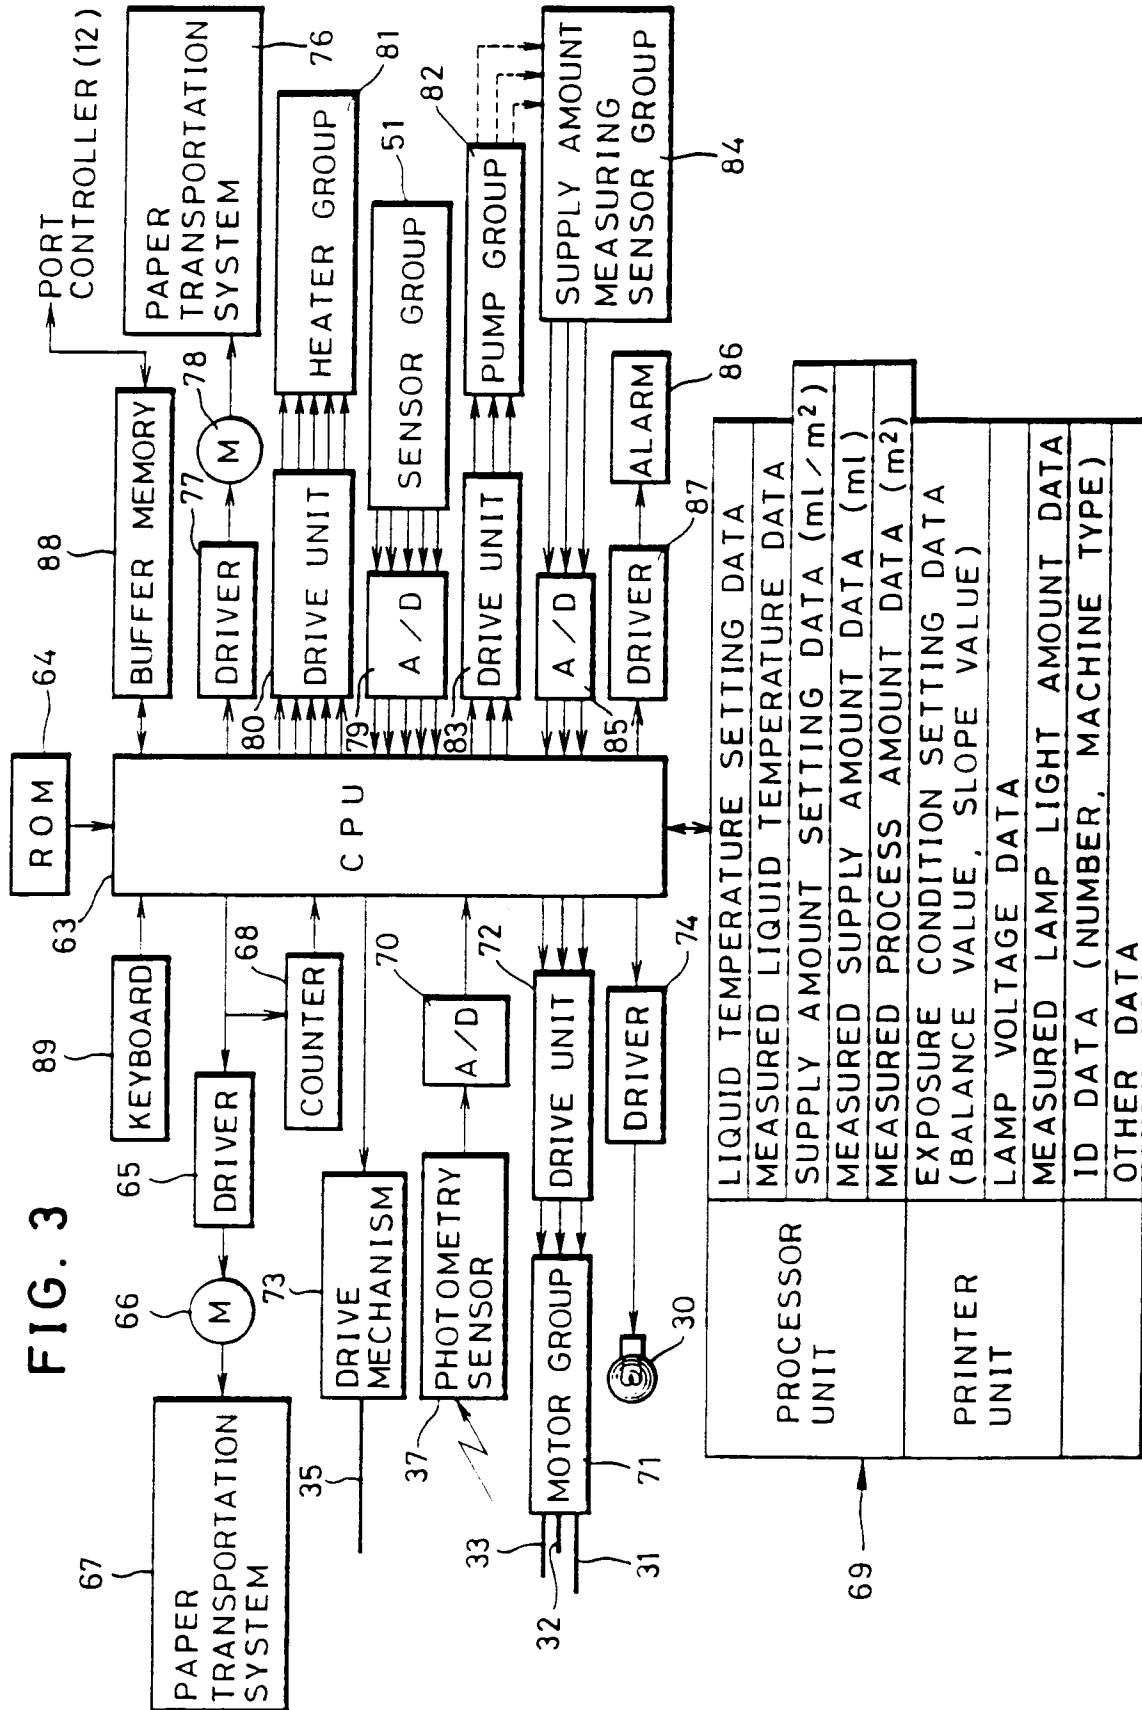 FIG. 3
67
PAPER
TRANSPORTATION
SYSTEM
66
M
65
DRIVER
89
KEYBOARD
63
68
COUNTER
35
73
DRIVE
MECHANISM
37
PHOTOMETRY
SENSOR
70
A/D
33
32
31
MOTOR GROUP
71
72
DRIVE UNIT
30
DRIVER
74
ROM
64
CPU
88
BUFFER MEMORY
PORT
CONTROLLER (12)
77
DRIVER
78
M
PAPER
TRANSPORTATION
SYSTEM
76
80
DRIVE UNIT
HEATER GROUP
81
79
A/D
SENSOR GROUP
51
83
DRIVE UNIT
PUMP GROUP
82
85
A/D
SUPPLY AMOUNT
MEASURING
SENSOR GROUP
84
DRIVER
87
ALARM
86
69
PROCESSOR
UNIT
LIQUID TEMPERATURE SETTING DATA
MEASURED LIQUID TEMPERATURE DATA
SUPPLY AMOUNT SETTING DATA (ml/m²)
MEASURED SUPPLY AMOUNT DATA (ml)
MEASURED PROCESS AMOUNT DATA (m²)
PRINTER
UNIT
EXPOSURE CONDITION SETTING DATA
(BALANCE VALUE, SLOPE VALUE)
LAMP VOLTAGE DATA
MEASURED LAMP LIGHT AMOUNT DATA
ID DATA (NUMBER, MACHINE TYPE)
OTHER DATA